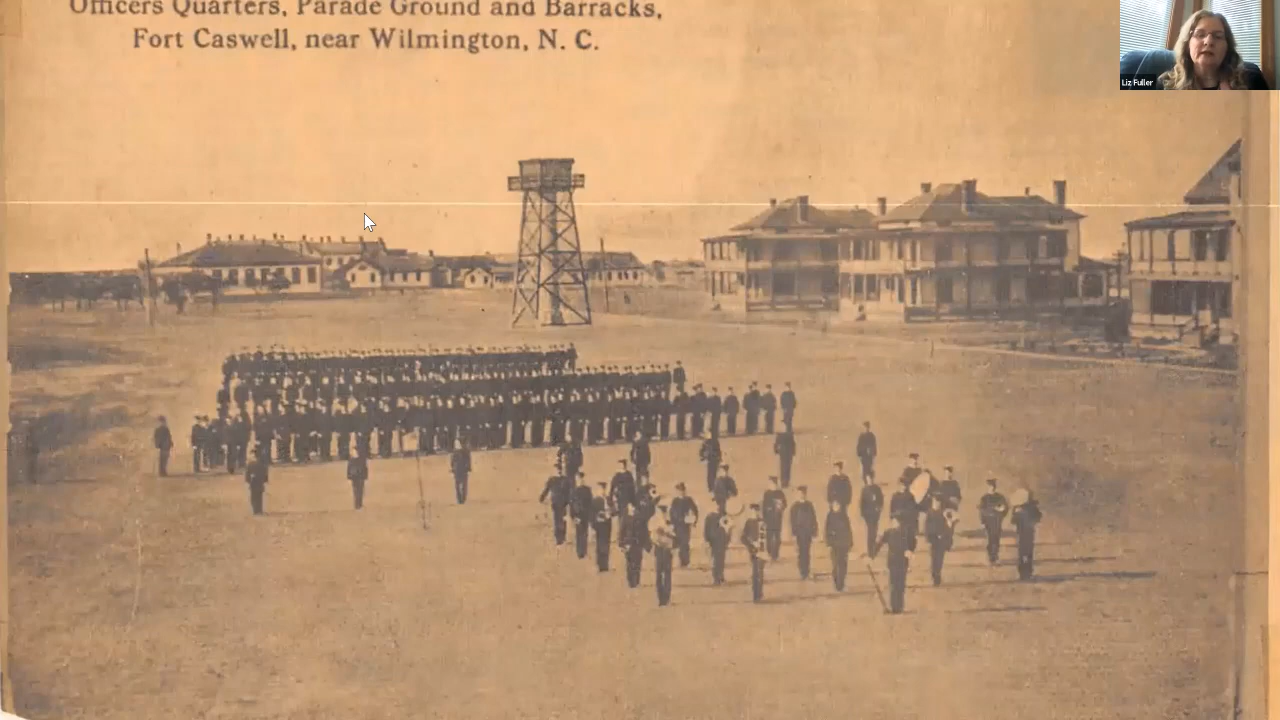 Officers Quarters, Parade Ground and Barracks,
Fort Caswell, near Wilmington, N. C.
Liz Fuller